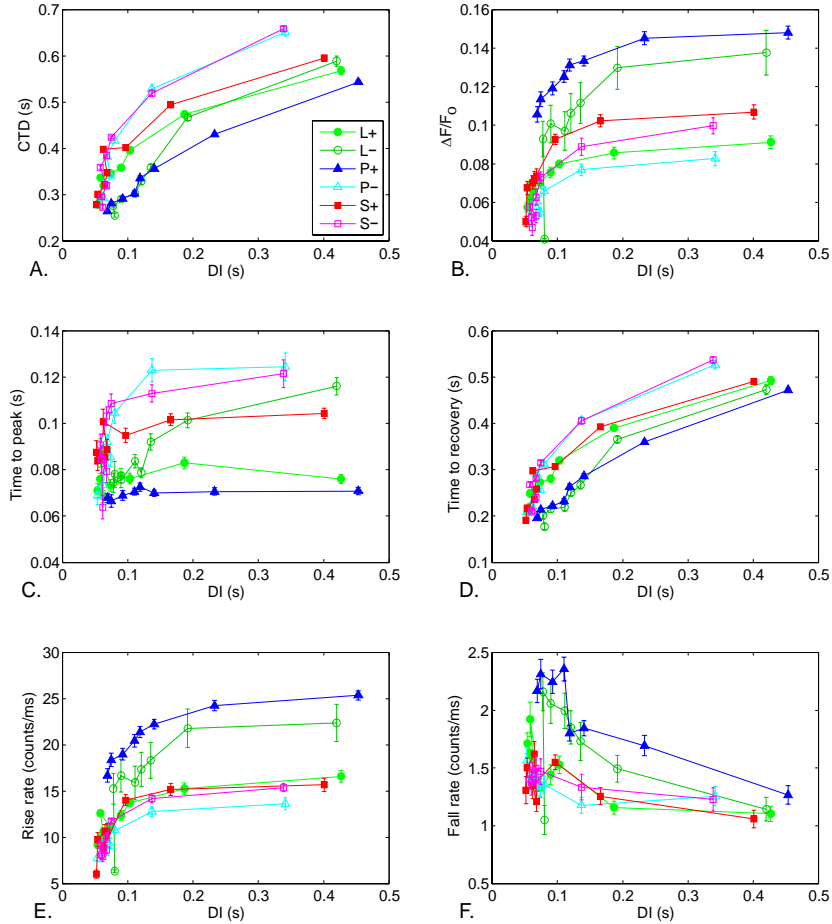 0.7
0.6
0.5
0.4
0.3
0.2
CTD (s)
0 0.1 0.2 0.3 0.4 0.5
DI (s)
A.
L+
L−
P+
P−
S+
S−
0.16
0.14
0.12
0.1
0.08
0.06
0.04
ΔF/Fo
0 0.1 0.2 0.3 0.4 0.5
DI (s)
B.
0.14
0.12
0.1
0.08
0.06
0.04
Time to peak (s)
0 0.1 0.2 0.3 0.4 0.5
DI (s)
C.
0.6
0.5
0.4
0.3
0.2
0.1
Time to recovery (s)
0 0.1 0.2 0.3 0.4 0.5
DI (s)
D.
30
25
20
15
10
5
Rise rate (counts/ms)
0 0.1 0.2 0.3 0.4 0.5
DI (s)
E.
2.5
2
1.5
1
0.5
Fall rate (counts/ms)
0 0.1 0.2 0.3 0.4 0.5
DI (s)
F.